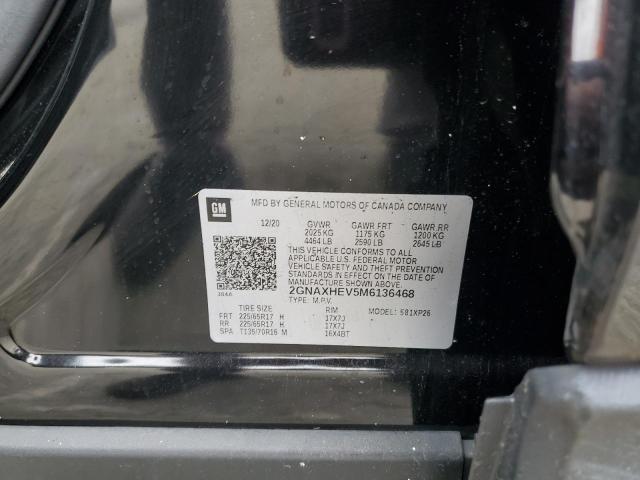 GM
MFD BY GENERAL MOTORS OF CANADA COMPANY
12/20 GVWR GAWR FRT GAWR RR
2025 KG 1175 KG 1200 KG
4464 LB 2590 LB 2645 LB
THIS VEHICLE CONFORMS TO ALL
APPLICABLE U.S. FEDERAL MOTOR
VEHICLE SAFETY AND THEFT PREVENTION
STANDARDS IN EFFECT ON THE DATE OF
MANUFACTURE SHOWN ABOVE.
384A 2GNAXHEV5M6136468
TYPE: M.P.V.
TIRE SIZE RIM MODEL: 581XP26
FRT 225/65R17 H 17X7J
RR 225/65R17 H 17X7J
SPA T135/70R16 M 16X4BT